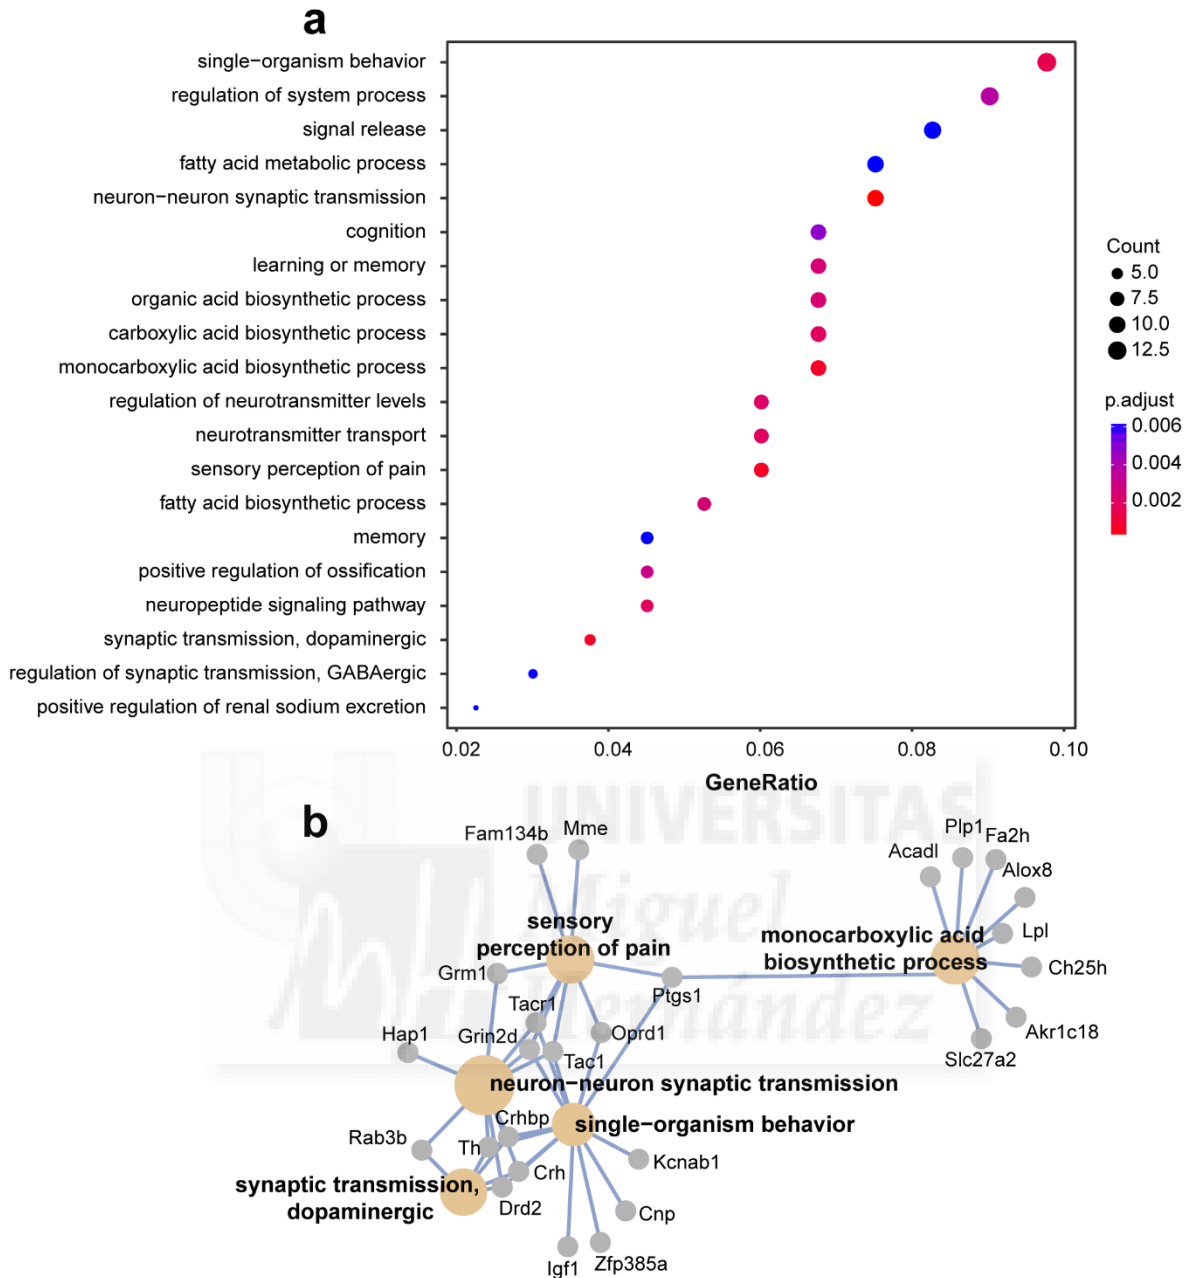 a
single−organism behavior
regulation of system process
signal release
fatty acid metabolic process
neuron−neuron synaptic transmission
cognition
learning or memory
organic acid biosynthetic process
carboxylic acid biosynthetic process
monocarboxylic acid biosynthetic process
regulation of neurotransmitter levels
neurotransmitter transport
sensory perception of pain
fatty acid biosynthetic process
memory
positive regulation of ossification
neuropeptide signaling pathway
synaptic transmission, dopaminergic
regulation of synaptic transmission, GABAergic
positive regulation of renal sodium excretion
0.02
0.04
0.06
0.08
0.10
GeneRatio
Count
5.0
7.5
10.0
12.5
p.adjust
0.006
0.004
0.002
UNIVERSITAS
Miguel
Hernández
b
Fam134b
Mme
Plp1
Fa2h
Acadl
Alox8
sensory
perception of pain
monocarboxylic acid
biosynthetic process
Lpl
Ch25h
Grm1
Ptgs1
Tacr1
Akr1c18
Hap1
Grin2d
Oprd1
Tac1
Slc27a2
neuron−neuron synaptic transmission
Crhbp
single−organism behavior
Rab3b
Th
Kcnab1
Crh
synaptic transmission,
dopaminergic
Drd2
Cnp
Igf1
Zfp385a